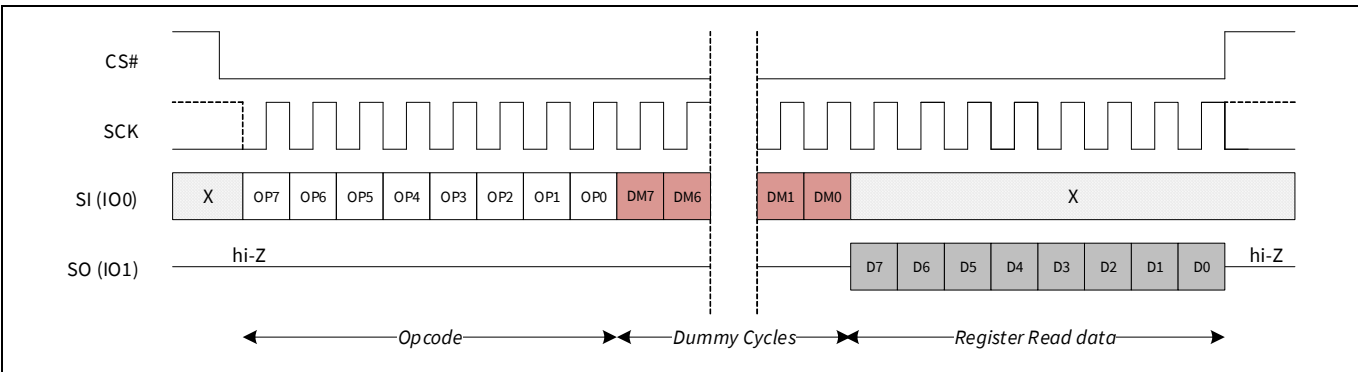 CS#
SCK
SI (IO0) X OP7 OP6 OP5 OP4 OP3 OP2 OP1 OP0 DM7 DM6 DM1 DM0 X
hi-Z hi-Z
SO (IO1) D7 D6 D5 D4 D3 D2 D1 D0
Opcode Dummy Cycles Register Read data